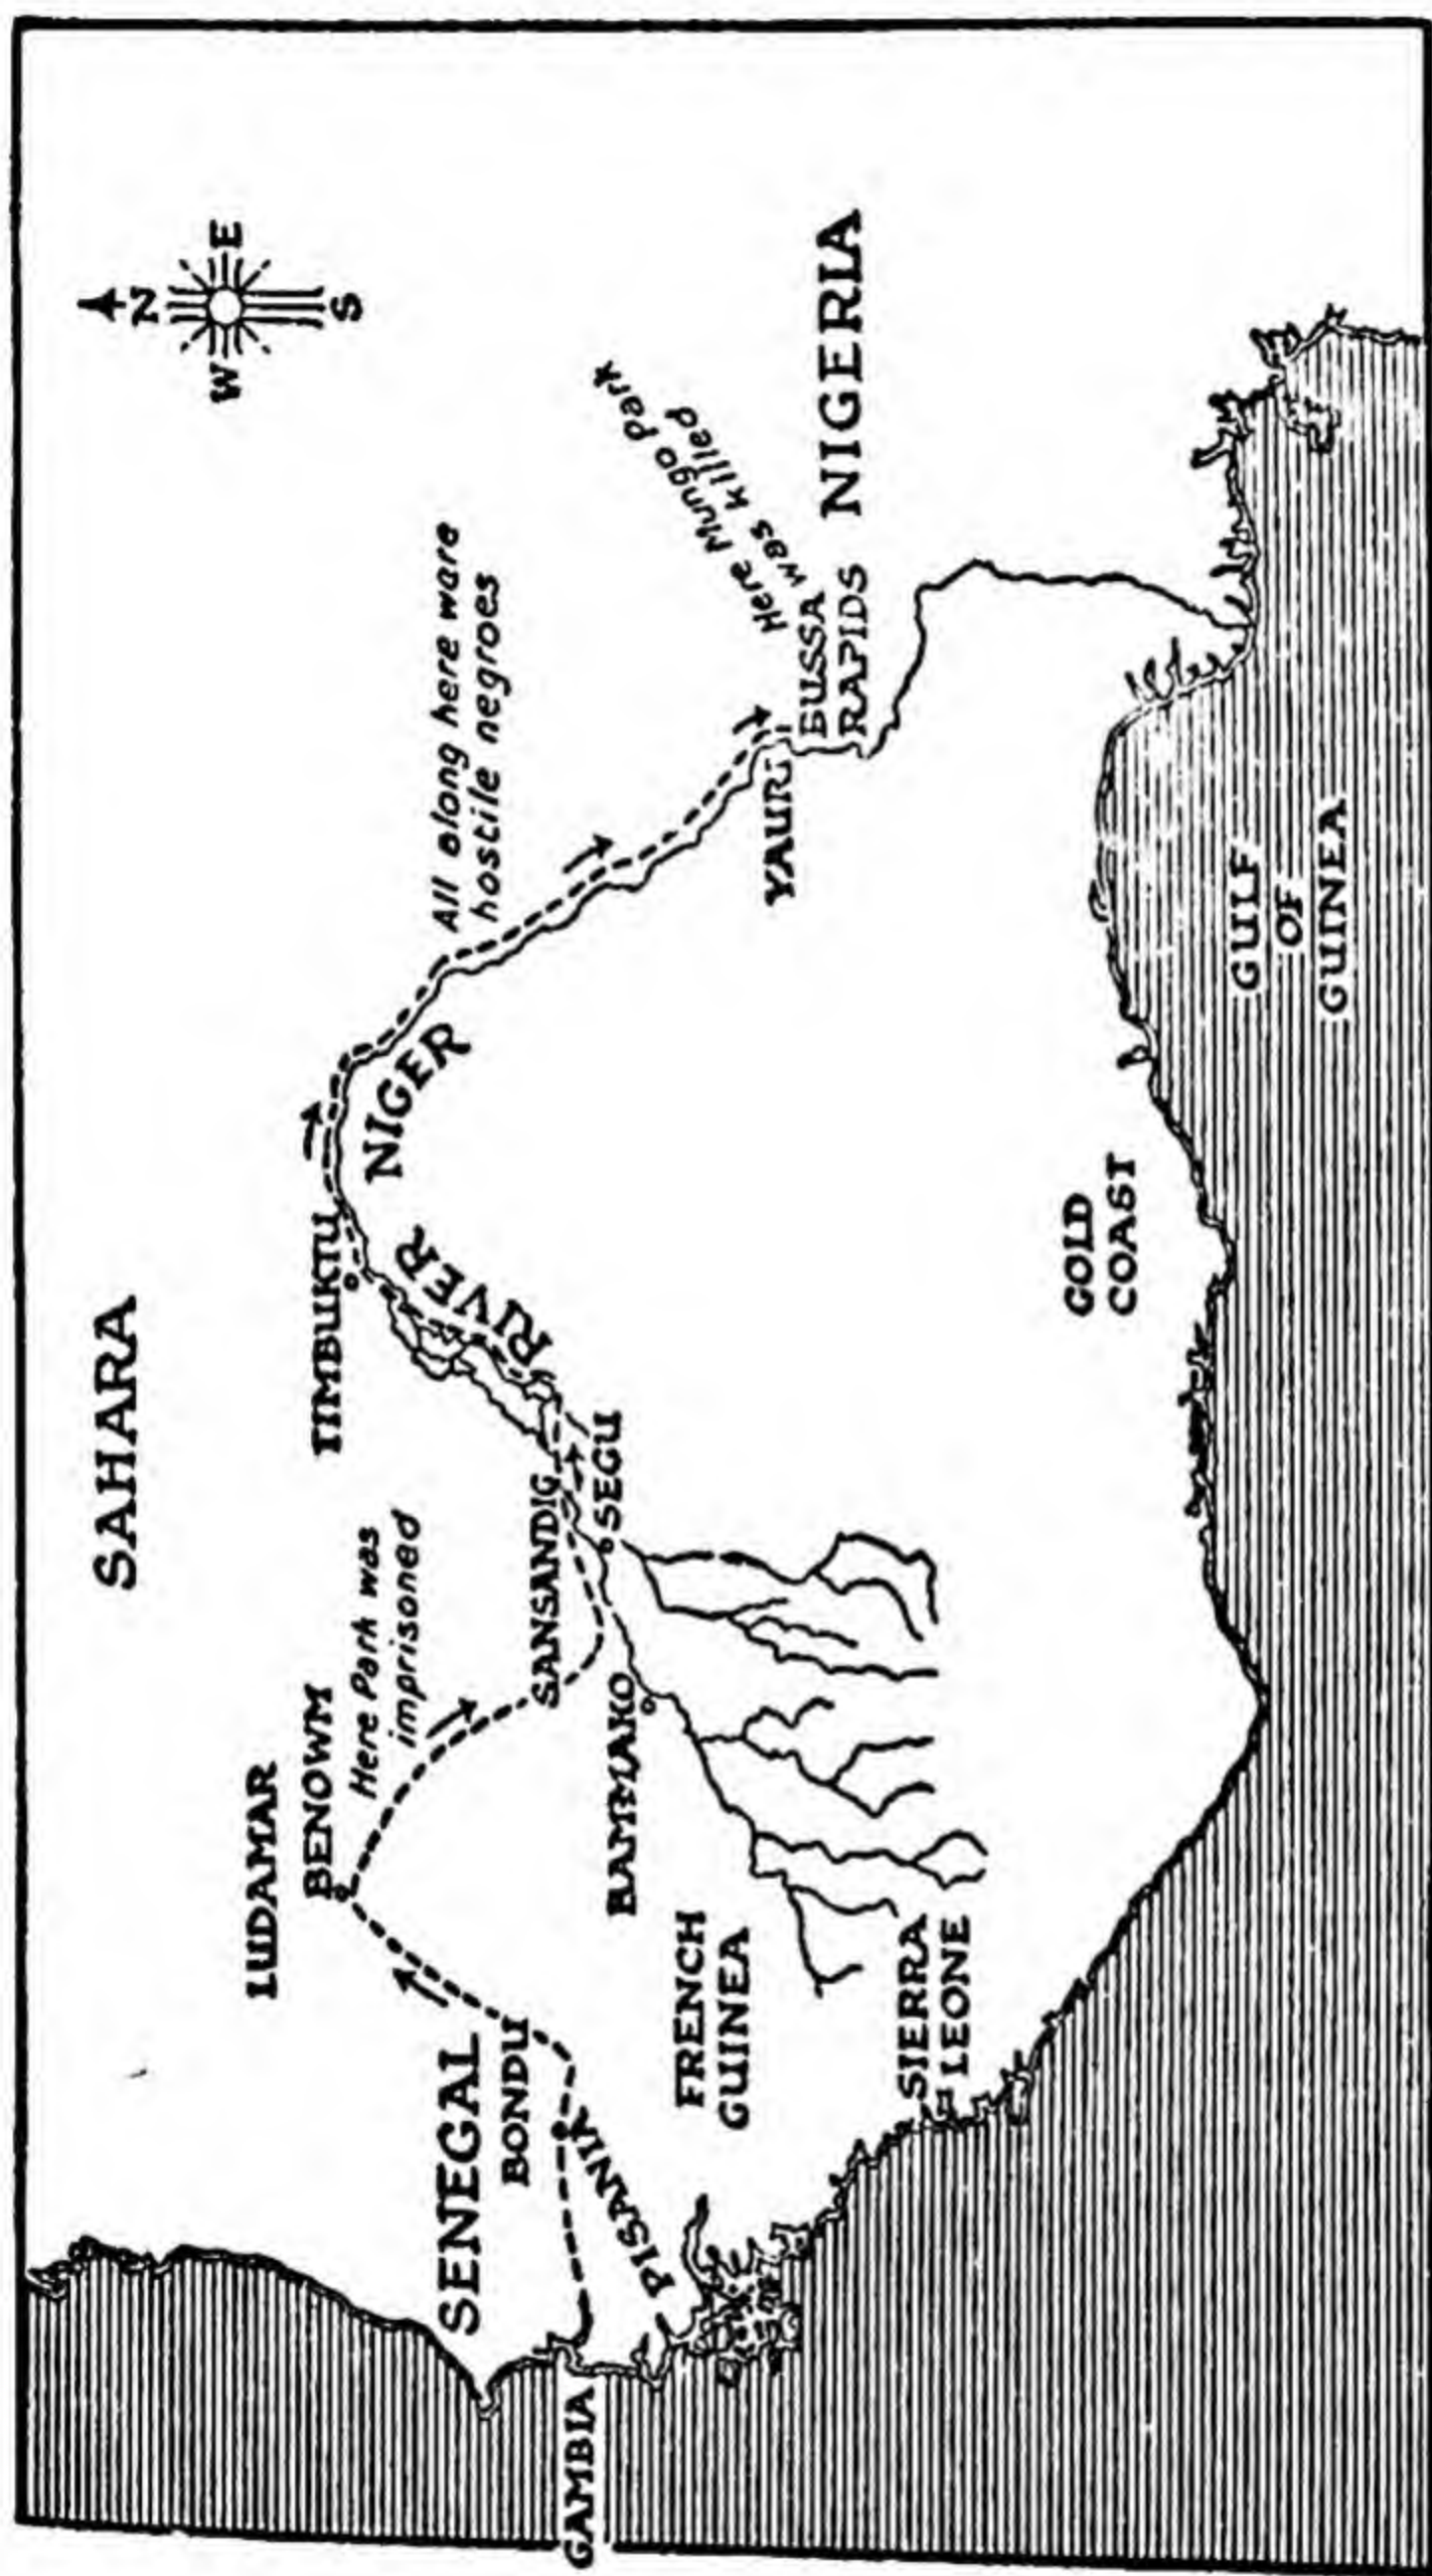 SAHARA
N
W E
S
LUDAMAR
BENOWM
Here Park was
imprisoned
TIMBUKTU
NIGER
RIVER
All along here ware
hostile negroes
SENEGAL
BONDU
SANSANDIG
SEGU
BAMMAKO
GAMBIA
PISANIA
FRENCH
GUINEA
SIERRA
LEONE
YAURI
Here Mungo Park
was killed
BUSSA
RAPIDS
NIGERIA
GOLD
COAST
GULF
OF
GUINEA